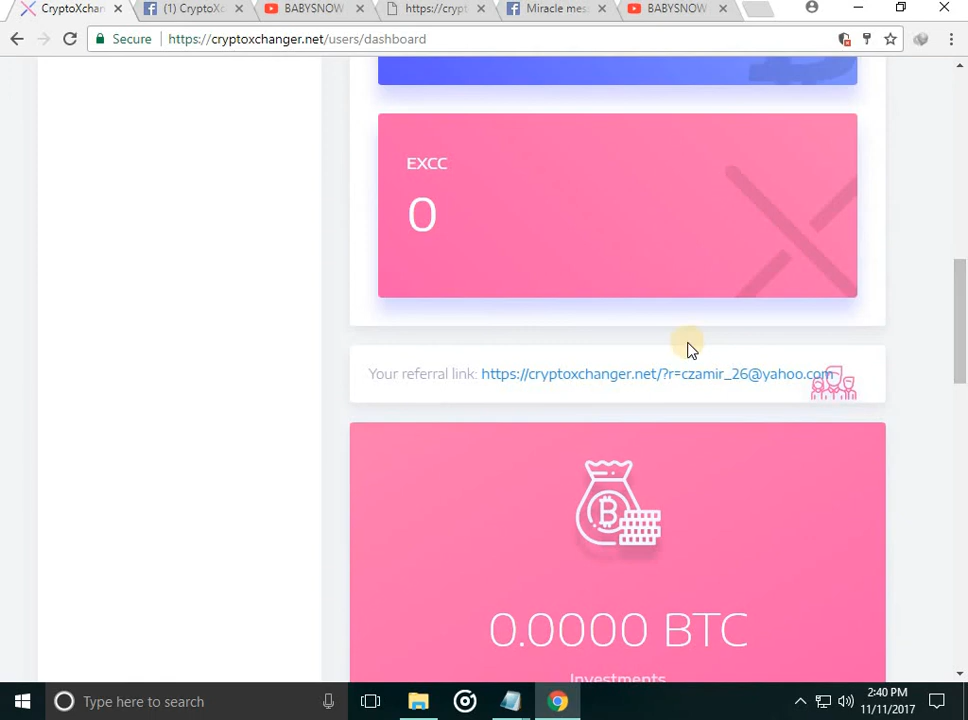 CryptoXchan
(1) CryptoXc
BABYSNOW
https://crypt
Miracle mes
BABYSNOW
Secure
https://cryptoxchanger.net/users/dashboard
EXCC
0
Your referral link: https://cryptoxchanger.net/?r=czamir_26@yahoo.com
0.0000 BTC
Investments
Type here to search
2:40 PM
11/11/2017